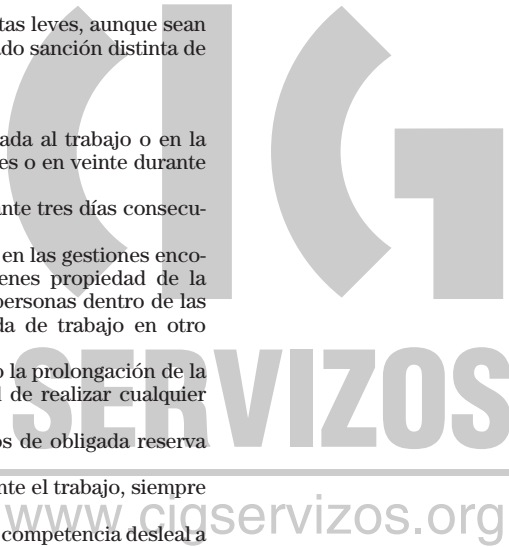 tas leves, aunque sean
do sanción distinta de
ada al trabajo o en la
es o en veinte durante
ante tres días consecu-
en las gestiones enco-
enes propiedad de la
personas dentro de las
da de trabajo en otro
o la prolongación de la
l de realizar cualquier
os de obligada reserva
nte el trabajo, siempre
competencia desleal a
CIG
SERVIZOS
www.cigservizos.org